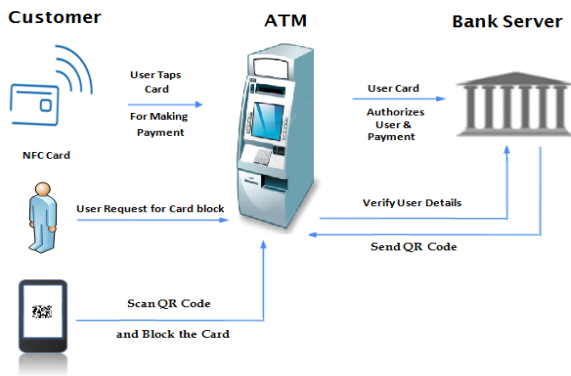 Customer
ATM
Bank Server
User Taps
Card
For Making
Payment
User Card
Authorizes
User &
Payment
NFC Card
User Request for Card block
Verify User Details
Send QR Code
Scan QR Code
and Block the Card